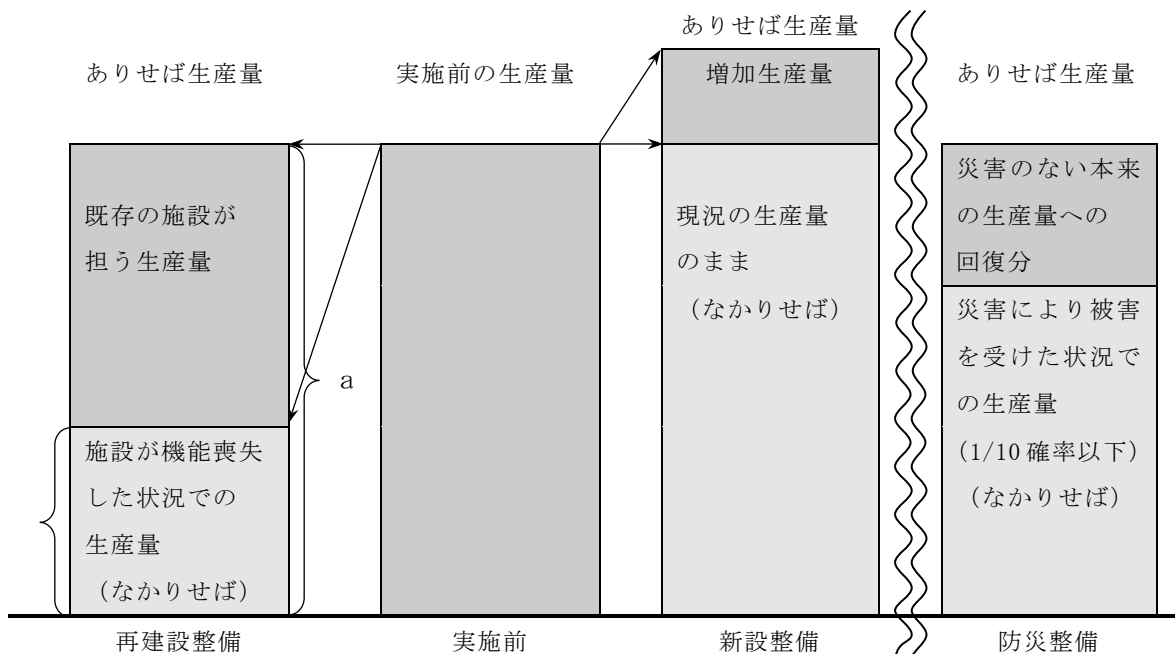 ありせば生産量
ありせば生産量
実施前の生産量
増加生産量
ありせば生産量
既存の施設が
担う生産量
a
施設が機能喪失
した状況での
生産量
（なかりせば）
現況の生産量
のまま
（なかりせば）
災害のない本来
の生産量への
回復分
災害により被害
を受けた状況で
の生産量
（1/10 確率以下）
（なかりせば）
再建設整備
実施前
新設整備
防災整備